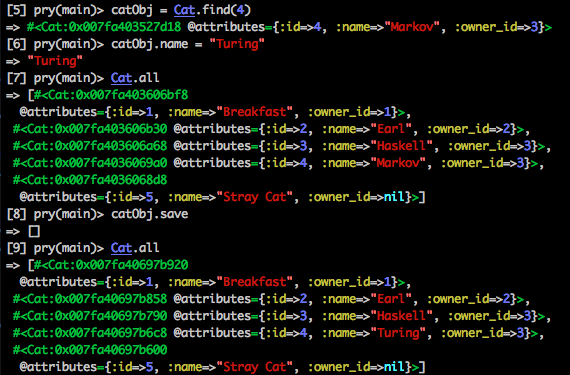 [5] pry(main)> catObj = Cat.find(4)
=> #<Cat:0x007fa403527d18 @attributes={:id=>4, :name=>"Markov", :owner_id=>3}>
[6] pry(main)> catObj.name = "Turing"
=> "Turing"
[7] pry(main)> Cat.all
=> [#<Cat:0x007fa403606bf8
  @attributes={:id=>1, :name=>"Breakfast", :owner_id=>1}>,
 #<Cat:0x007fa403606b30 @attributes={:id=>2, :name=>"Earl", :owner_id=>2}>,
 #<Cat:0x007fa403606a68 @attributes={:id=>3, :name=>"Haskell", :owner_id=>3}>,
 #<Cat:0x007fa4036069a0 @attributes={:id=>4, :name=>"Markov", :owner_id=>3}>,
 #<Cat:0x007fa4036068d8
  @attributes={:id=>5, :name=>"Stray Cat", :owner_id=>nil}>]
[8] pry(main)> catObj.save
=> []
[9] pry(main)> Cat.all
=> [#<Cat:0x007fa40697b920
  @attributes={:id=>1, :name=>"Breakfast", :owner_id=>1}>,
 #<Cat:0x007fa40697b858 @attributes={:id=>2, :name=>"Earl", :owner_id=>2}>,
 #<Cat:0x007fa40697b790 @attributes={:id=>3, :name=>"Haskell", :owner_id=>3}>,
 #<Cat:0x007fa40697b6c8 @attributes={:id=>4, :name=>"Turing", :owner_id=>3}>,
 #<Cat:0x007fa40697b600
  @attributes={:id=>5, :name=>"Stray Cat", :owner_id=>nil}>]